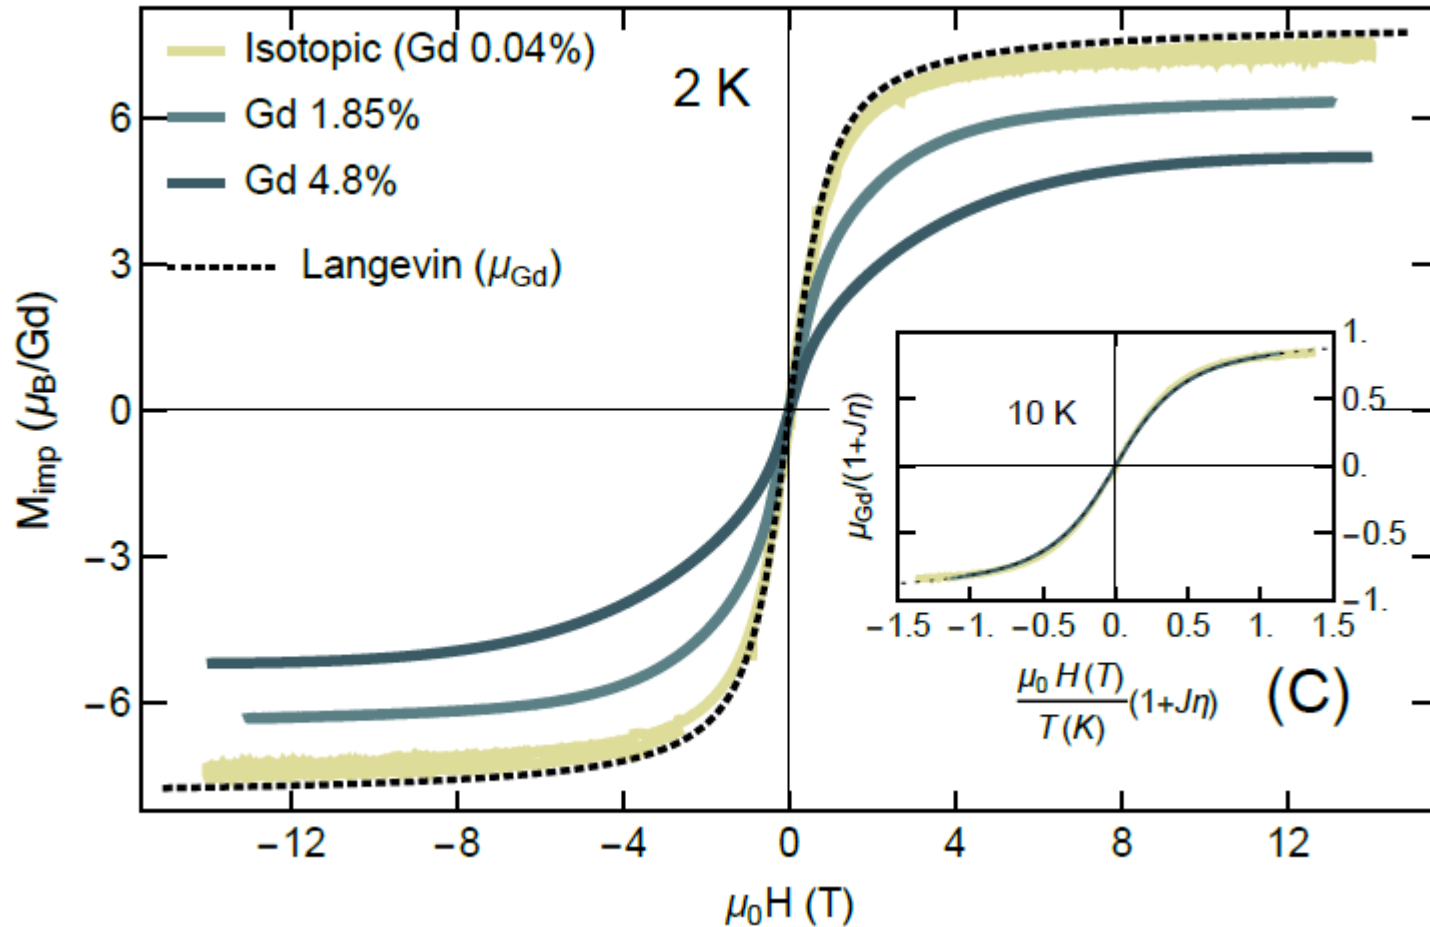 Isotopic (Gd 0.04%)
Gd 1.85%
Gd 4.8%
Langevin (μGd)
2 K
Mimp (μB/Gd)
6
3
0
−3
−6
−12
−8
−4
0
4
8
12
μ0H (T)
10 K
μGd/(1+Jη)
1.
0.5
0.
−0.5
−1.
−1.5
−1.
−0.5
0.
0.5
1.
1.5
μ0 H (T)
T (K)
(1+Jη)
(C)